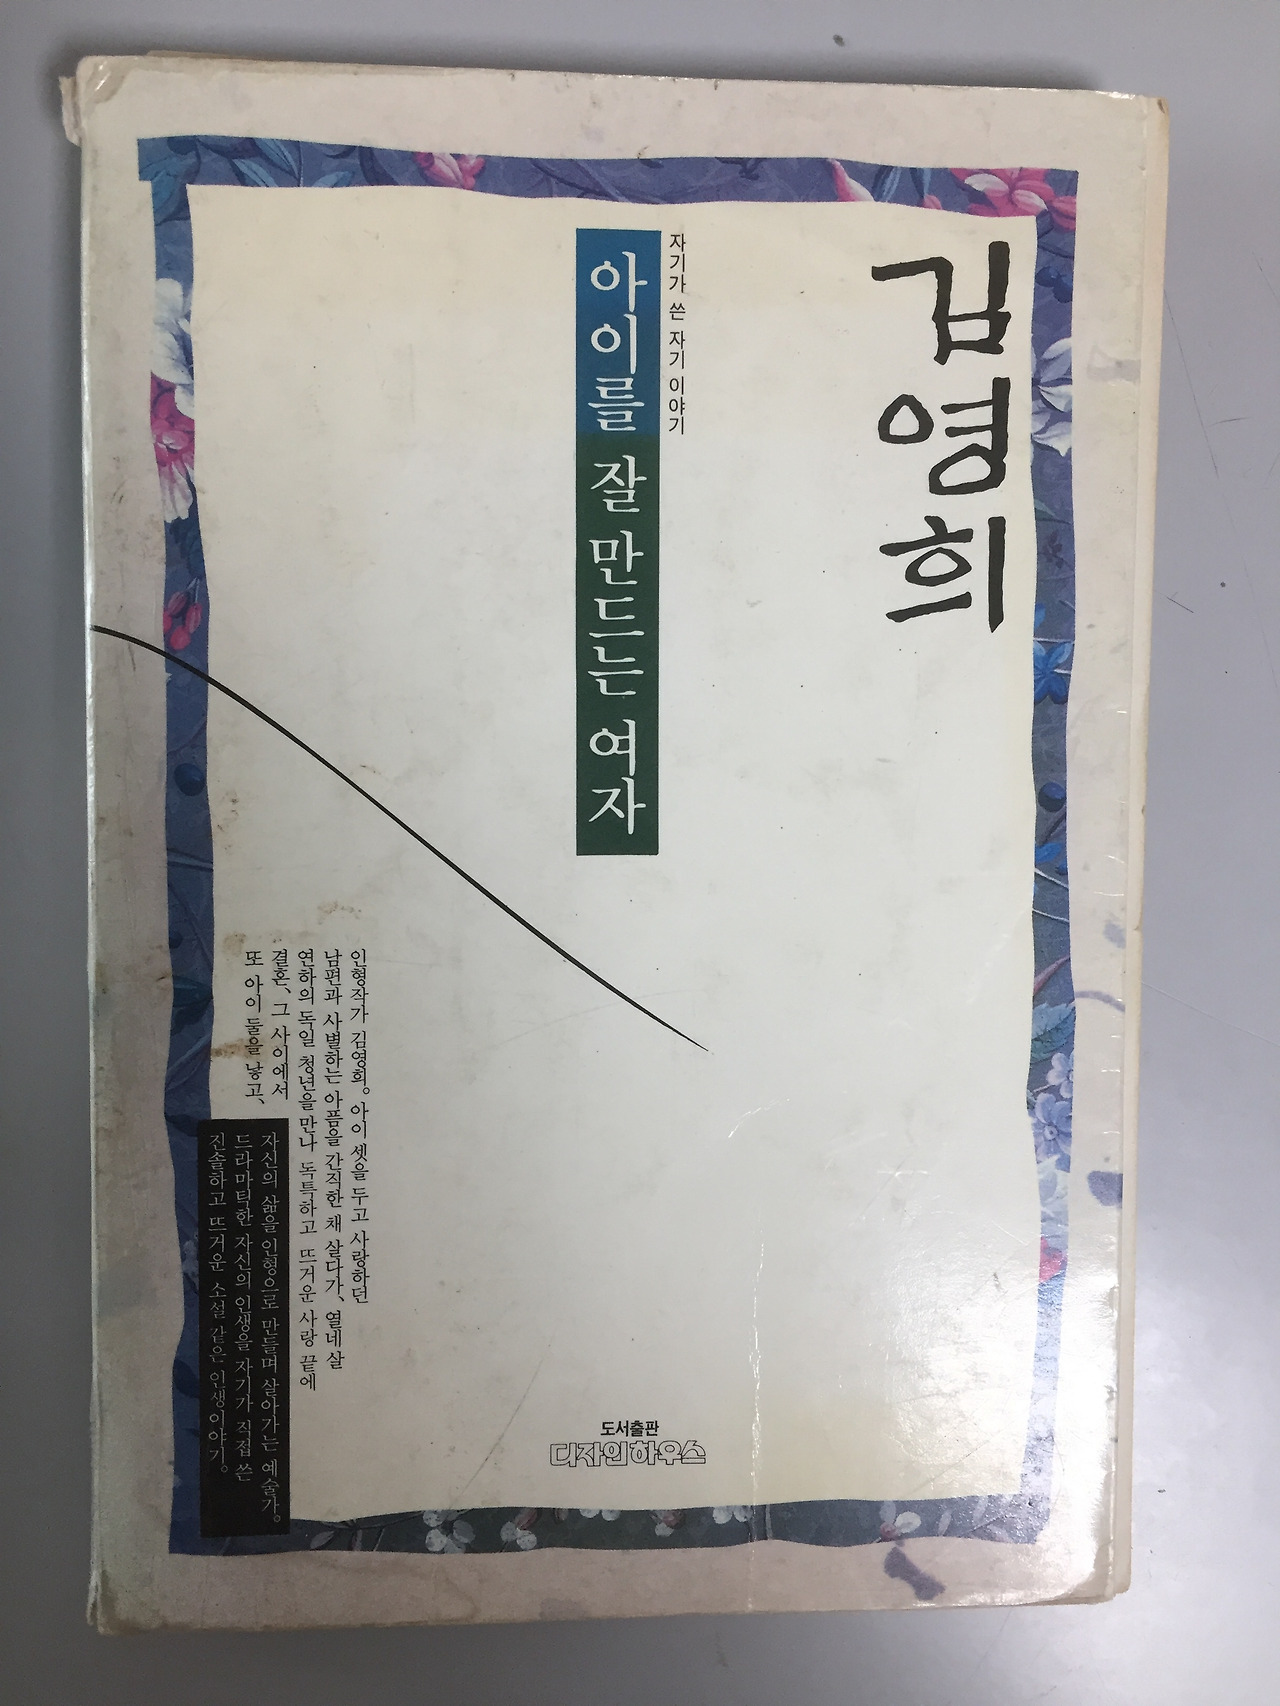 김영희
자기가 쓴 자기 이야기
아이를 잘 만드는 여자
인형작가 김영희。 아이 셋을 두고 사랑하던
남편과 사별하는 아픔을 간직한 채 살다가、 열네살
연하의 독일 청년을 만나 독특하고 뜨거운 사랑 끝에
결혼、 그 사이에서
또 아이 둘을 낳고、
자신의 삶을 인형으로 만들며 살아가는 예술가。
드라마틱한 자신의 인생을 자기가 직접 쓴
진솔하고 뜨거운 소설 같은 인생이야기。
도서출판
디자인하우스